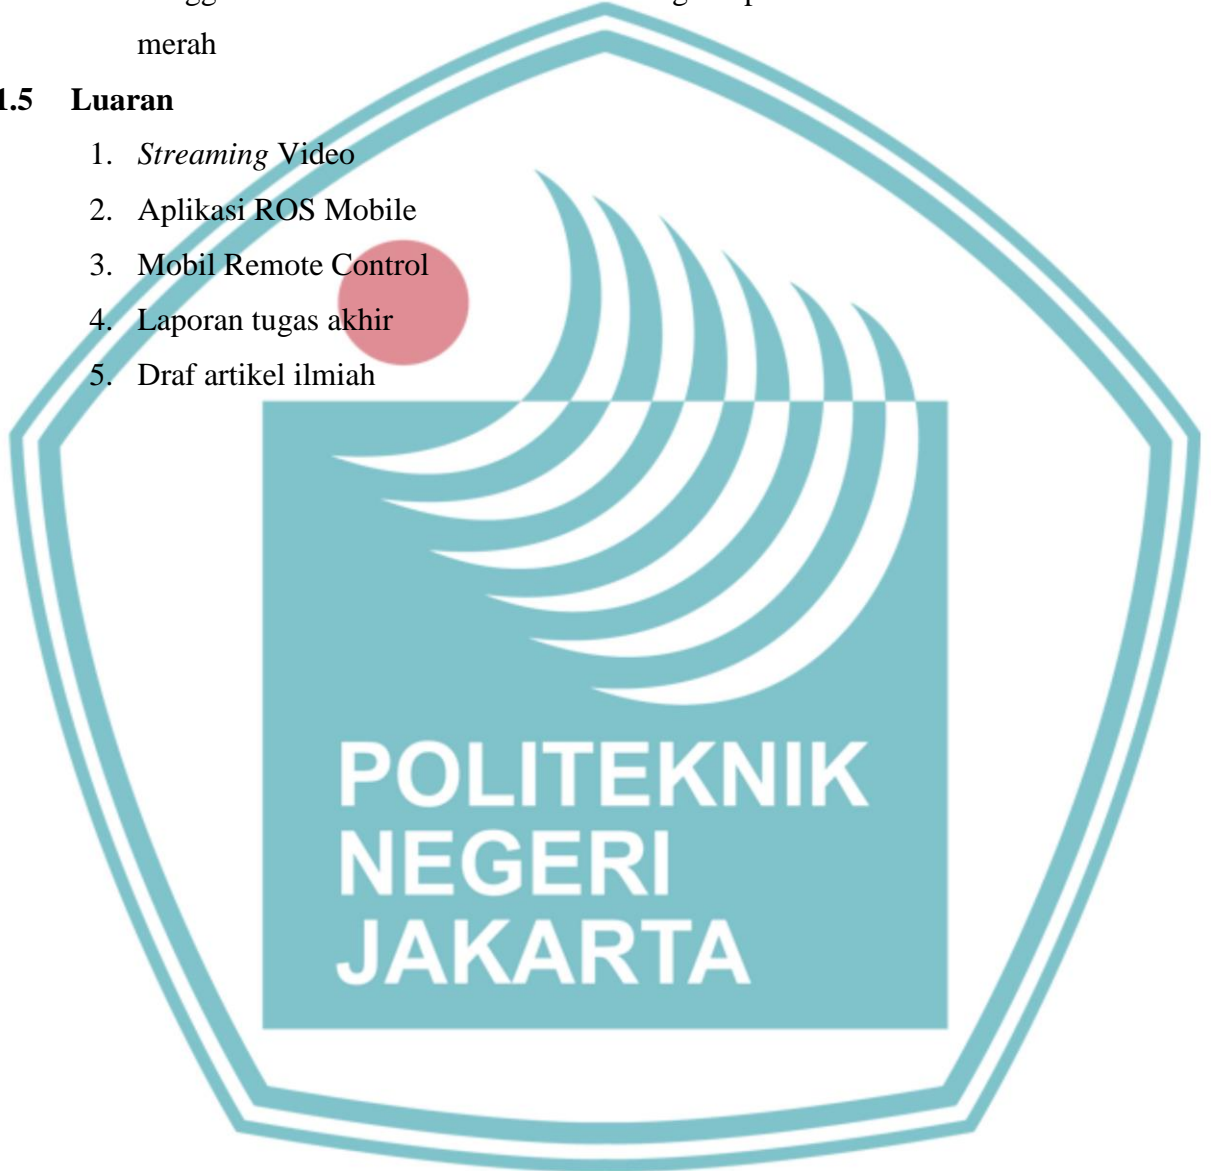 merah
1.5 Luaran
1. Streaming Video
2. Aplikasi ROS Mobile
3. Mobil Remote Control
4. Laporan tugas akhir
5. Draf artikel ilmiah
POLITEKNIK
NEGERI
JAKARTA